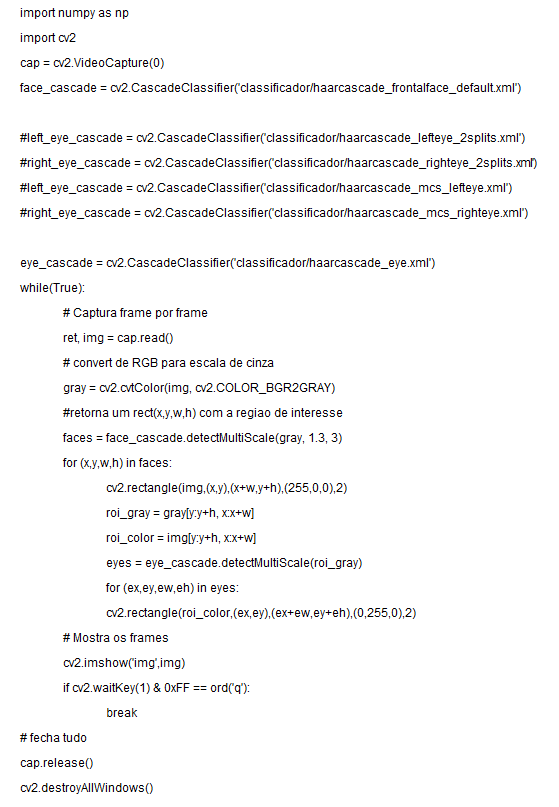 import numpy as np
import cv2
cap = cv2.VideoCapture(0)
face_cascade = cv2.CascadeClassifier('classificador/haarcascade_frontalface_default.xml')
#left_eye_cascade = cv2.CascadeClassifier('classificador/haarcascade_lefteye_2splits.xml')
#right_eye_cascade = cv2.CascadeClassifier('classificador/haarcascade_righteye_2splits.xml')
#left_eye_cascade = cv2.CascadeClassifier('classificador/haarcascade_mcs_lefteye.xml')
#right_eye_cascade = cv2.CascadeClassifier('classificador/haarcascade_mcs_righteye.xml')
eye_cascade = cv2.CascadeClassifier('classificador/haarcascade_eye.xml')
while(True):
# Captura frame por frame
ret, img = cap.read()
# convert de RGB para escala de cinza
gray = cv2.cvtColor(img, cv2.COLOR_BGR2GRAY)
#retorna um rect(x,y,w,h) com a regiao de interesse
faces = face_cascade.detectMultiScale(gray, 1.3, 3)
for (x,y,w,h) in faces:
cv2.rectangle(img,(x,y),(x+w,y+h),(255,0,0),2)
roi_gray = gray[y:y+h, x:x+w]
roi_color = img[y:y+h, x:x+w]
eyes = eye_cascade.detectMultiScale(roi_gray)
for (ex,ey,ew,eh) in eyes:
cv2.rectangle(roi_color,(ex,ey),(ex+ew,ey+eh),(0,255,0),2)
# Mostra os frames
cv2.imshow('img',img)
if cv2.waitKey(1) & 0xFF == ord('q'):
break
# fecha tudo
cap.release()
cv2.destroyAllWindows()